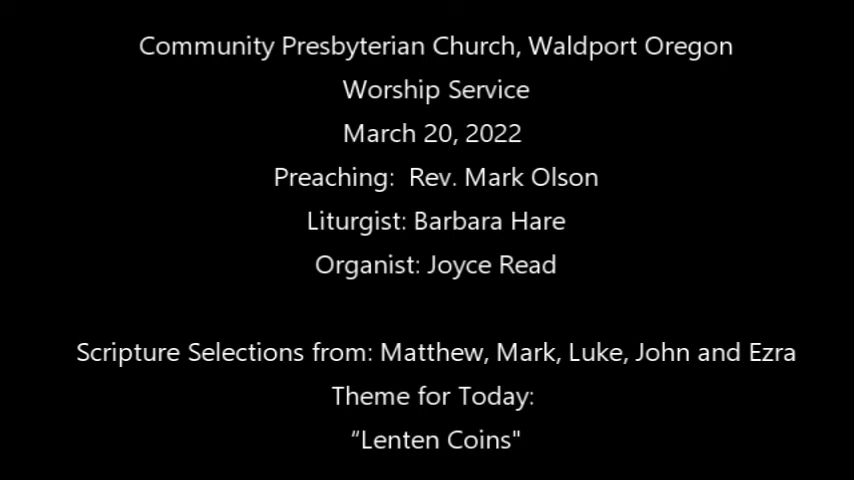 Community Presbyterian Church, Waldport Oregon
Worship Service
March 20, 2022
Preaching:  Rev. Mark Olson
Liturgist: Barbara Hare
Organist: Joyce Read
Scripture Selections from: Matthew, Mark, Luke, John and Ezra
Theme for Today:
“Lenten Coins"